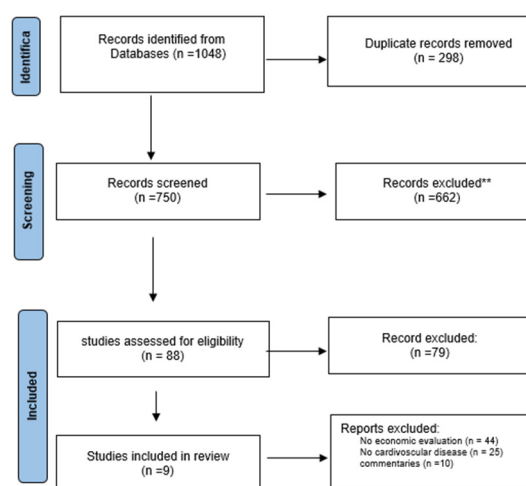 Identifica
Records identified from
Databases (n =1048)
Duplicate records removed
(n = 298)
Screening
Records screened
(n =750)
Records excluded**
(n =662)
Included
studies assessed for eligibility
(n = 88)
Record excluded:
(n =79)
Studies included in review
(n =9)
Reports excluded:
No economic evaluation (n = 44)
No cardivoscular disease (n = 25)
commentaries (n =10)